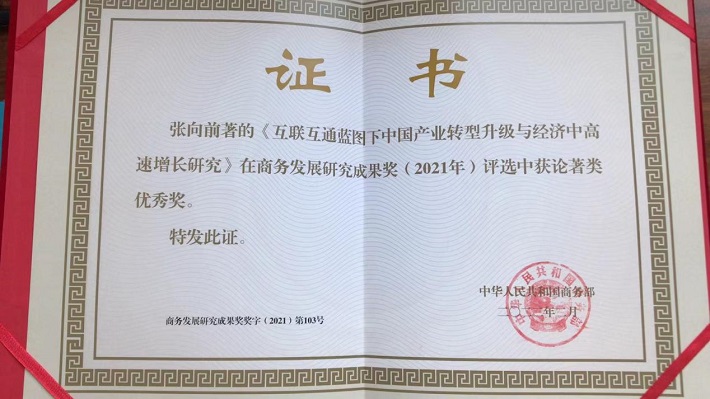 证 书
张向前著的《互联互通蓝图下中国产业转型升级与经济中高
速增长研究》在商务发展研究成果奖（2021年）评选中获论著类
优秀奖。
特发此证。
中华人民共和国商务部
商务发展研究成果奖奖字（2021）第103号